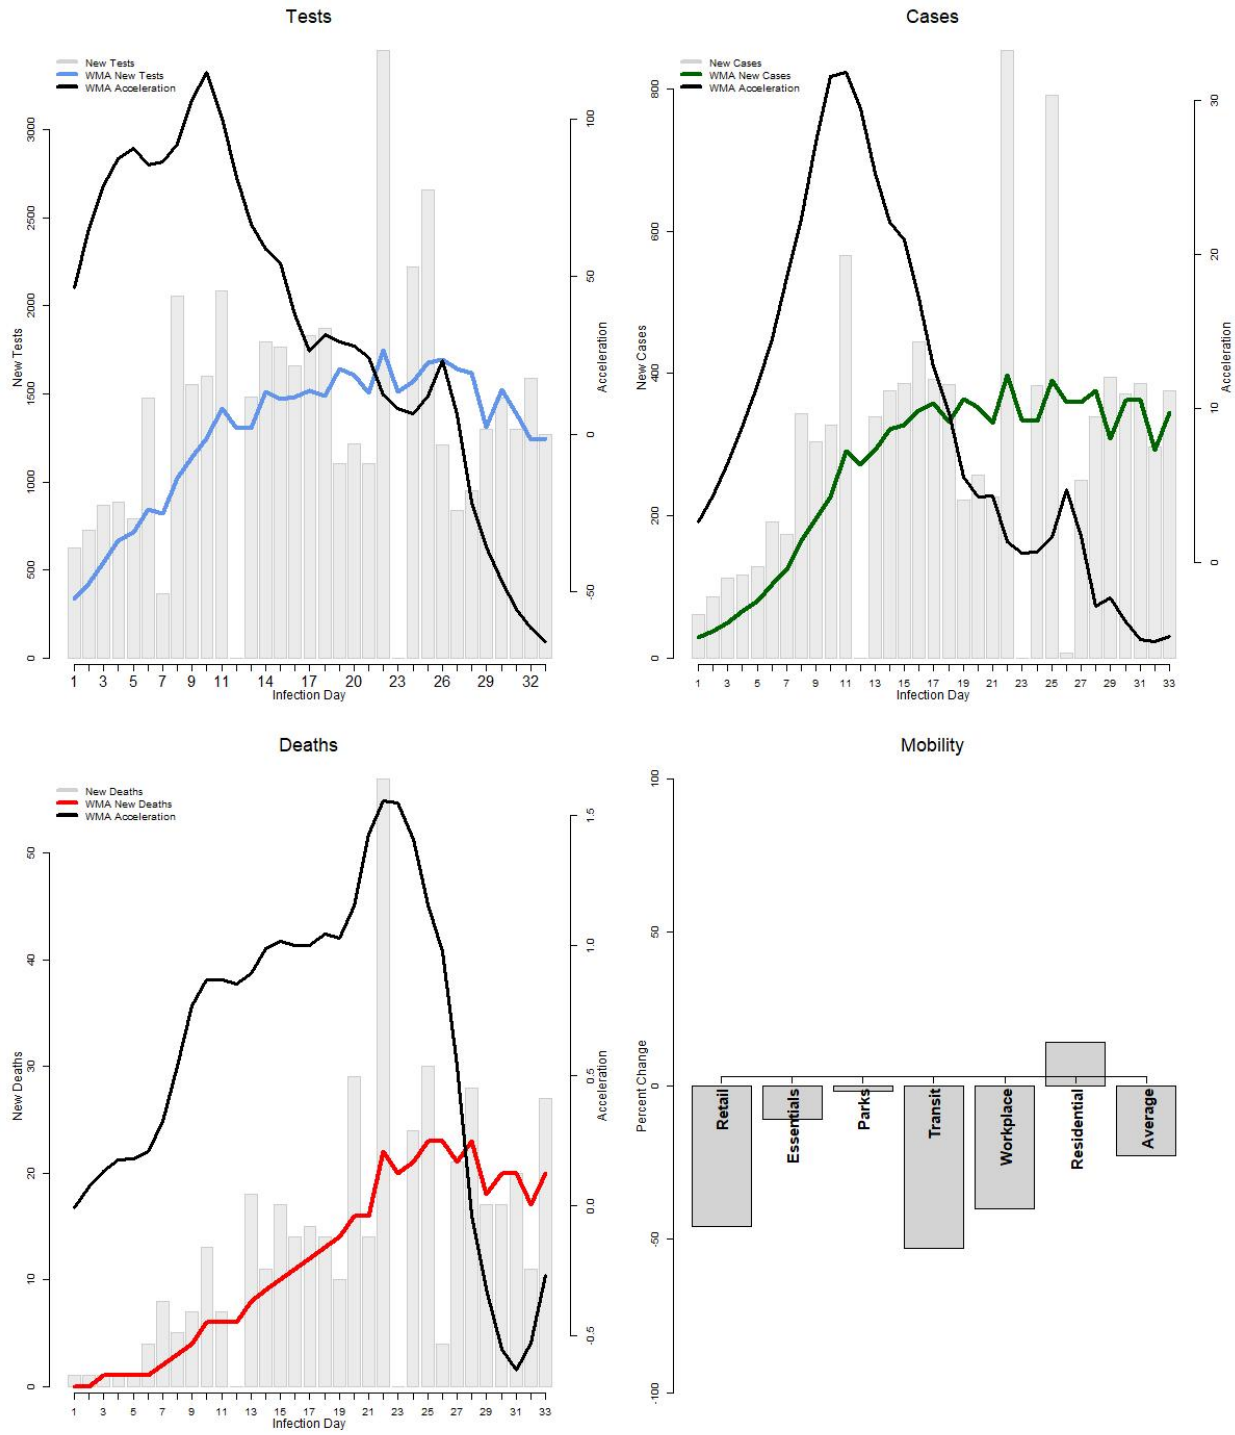 Tests
New Tests
WMA New Tests
WMA Acceleration
New Tests
0
500
1000
1500
2000
2500
3000
Acceleration
-50
0
50
100
1 3 5 7 9 11 14 17 20 23 26 29 32
Infection Day
Cases
New Cases
WMA New Cases
WMA Acceleration
New Cases
0
200
400
600
800
Acceleration
0
10
20
30
1 3 5 7 9 11 13 15 17 19 21 23 25 27 29 31 33
Infection Day
Deaths
New Deaths
WMA New Deaths
WMA Acceleration
New Deaths
0
10
20
30
40
50
Acceleration
-0.5
0.0
0.5
1.0
1.5
1 3 5 7 9 11 13 15 17 19 21 23 25 27 29 31 33
Infection Day
Mobility
Percent Change
-100
-50
0
50
100
Retail
Essentials
Parks
Transit
Workplace
Residential
Average